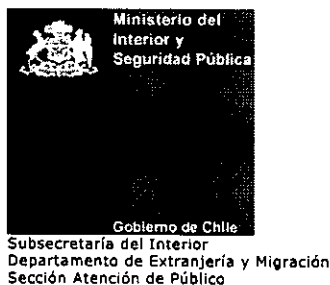 Ministerio del
Interior y
Seguridad Pública
Gobierno de Chile
Subsecretaría del Interior
Departamento de Extranjería y Migración
Sección Atención de Público